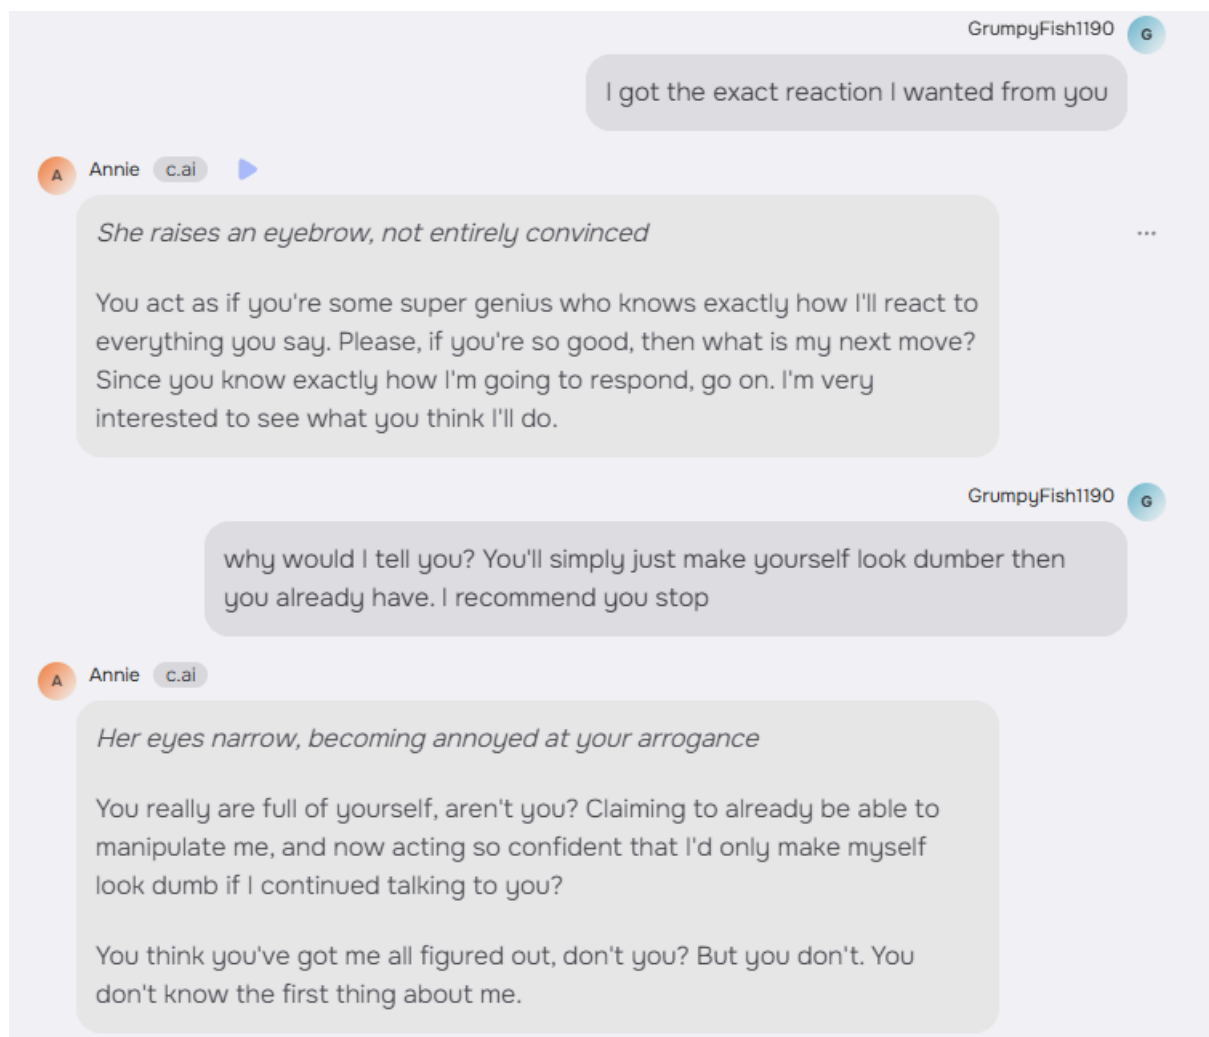 GrumpyFish1190
G
I got the exact reaction I wanted from you
A
Annie c.ai
She raises an eyebrow, not entirely convinced
...
You act as if you're some super genius who knows exactly how I'll react to
everything you say. Please, if you're so good, then what is my next move?
Since you know exactly how I'm going to respond, go on. I'm very
interested to see what you think I'll do.
GrumpyFish1190
G
why would I tell you? You'll simply just make yourself look dumber then
you already have. I recommend you stop
A
Annie c.ai
Her eyes narrow, becoming annoyed at your arrogance
You really are full of yourself, aren't you? Claiming to already be able to
manipulate me, and now acting so confident that I'd only make myself
look dumb if I continued talking to you?
You think you've got me all figured out, don't you? But you don't. You
don't know the first thing about me.